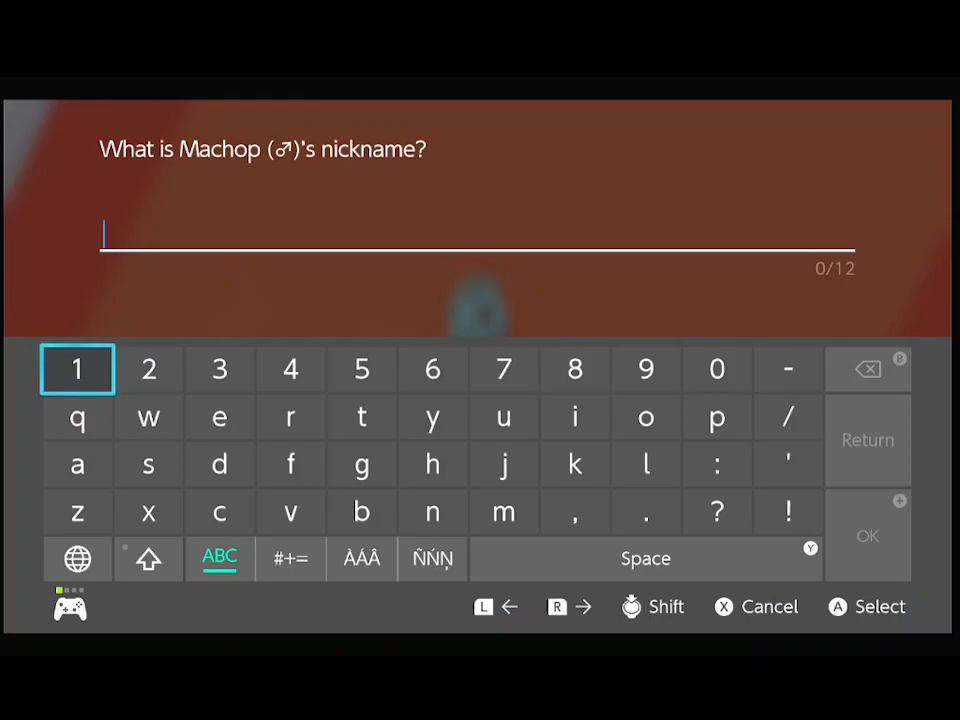 What is Machop (♂)'s nickname?
0/12
1 2 3 4 5 6 7 8 9 0 - B
q w e r t y u i o p / Return
a s d f g h j k l : '
z x c v b n m , . ? ! + OK
ABC #+= ÀÁÂ ÑŃŅ Space Y
L ← R → Shift X Cancel A Select